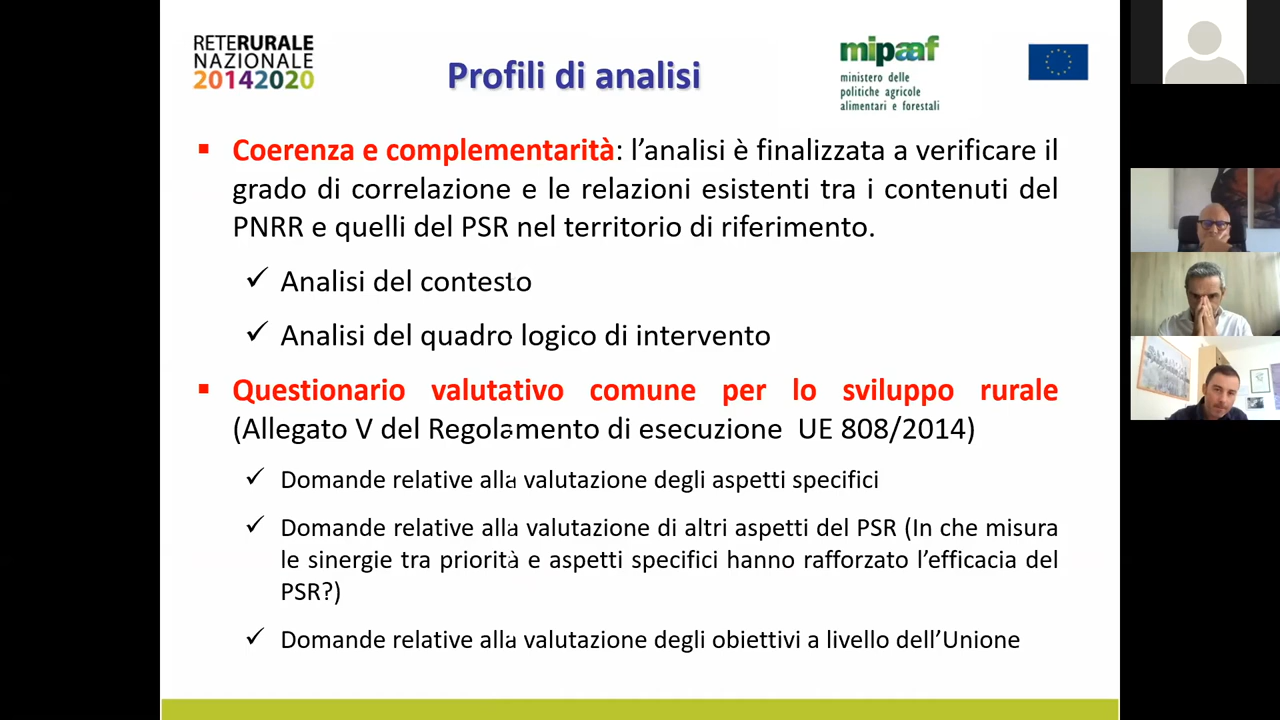 RETERURALE
NAZIONALE
20142020
Profili di analisi
mipaaf
ministero delle
politiche agricole
alimentari e forestali
Coerenza e complementarità: l’analisi è finalizzata a verificare il
grado di correlazione e le relazioni esistenti tra i contenuti del
PNRR e quelli del PSR nel territorio di riferimento.
Analisi del contesto
Analisi del quadro logico di intervento
Questionario valutativo comune per lo sviluppo rurale
(Allegato V del Regolamento di esecuzione UE 808/2014)
Domande relative alla valutazione degli aspetti specifici
Domande relative alla valutazione di altri aspetti del PSR (In che misura
le sinergie tra priorità e aspetti specifici hanno rafforzato l’efficacia del
PSR?)
Domande relative alla valutazione degli obiettivi a livello dell’Unione